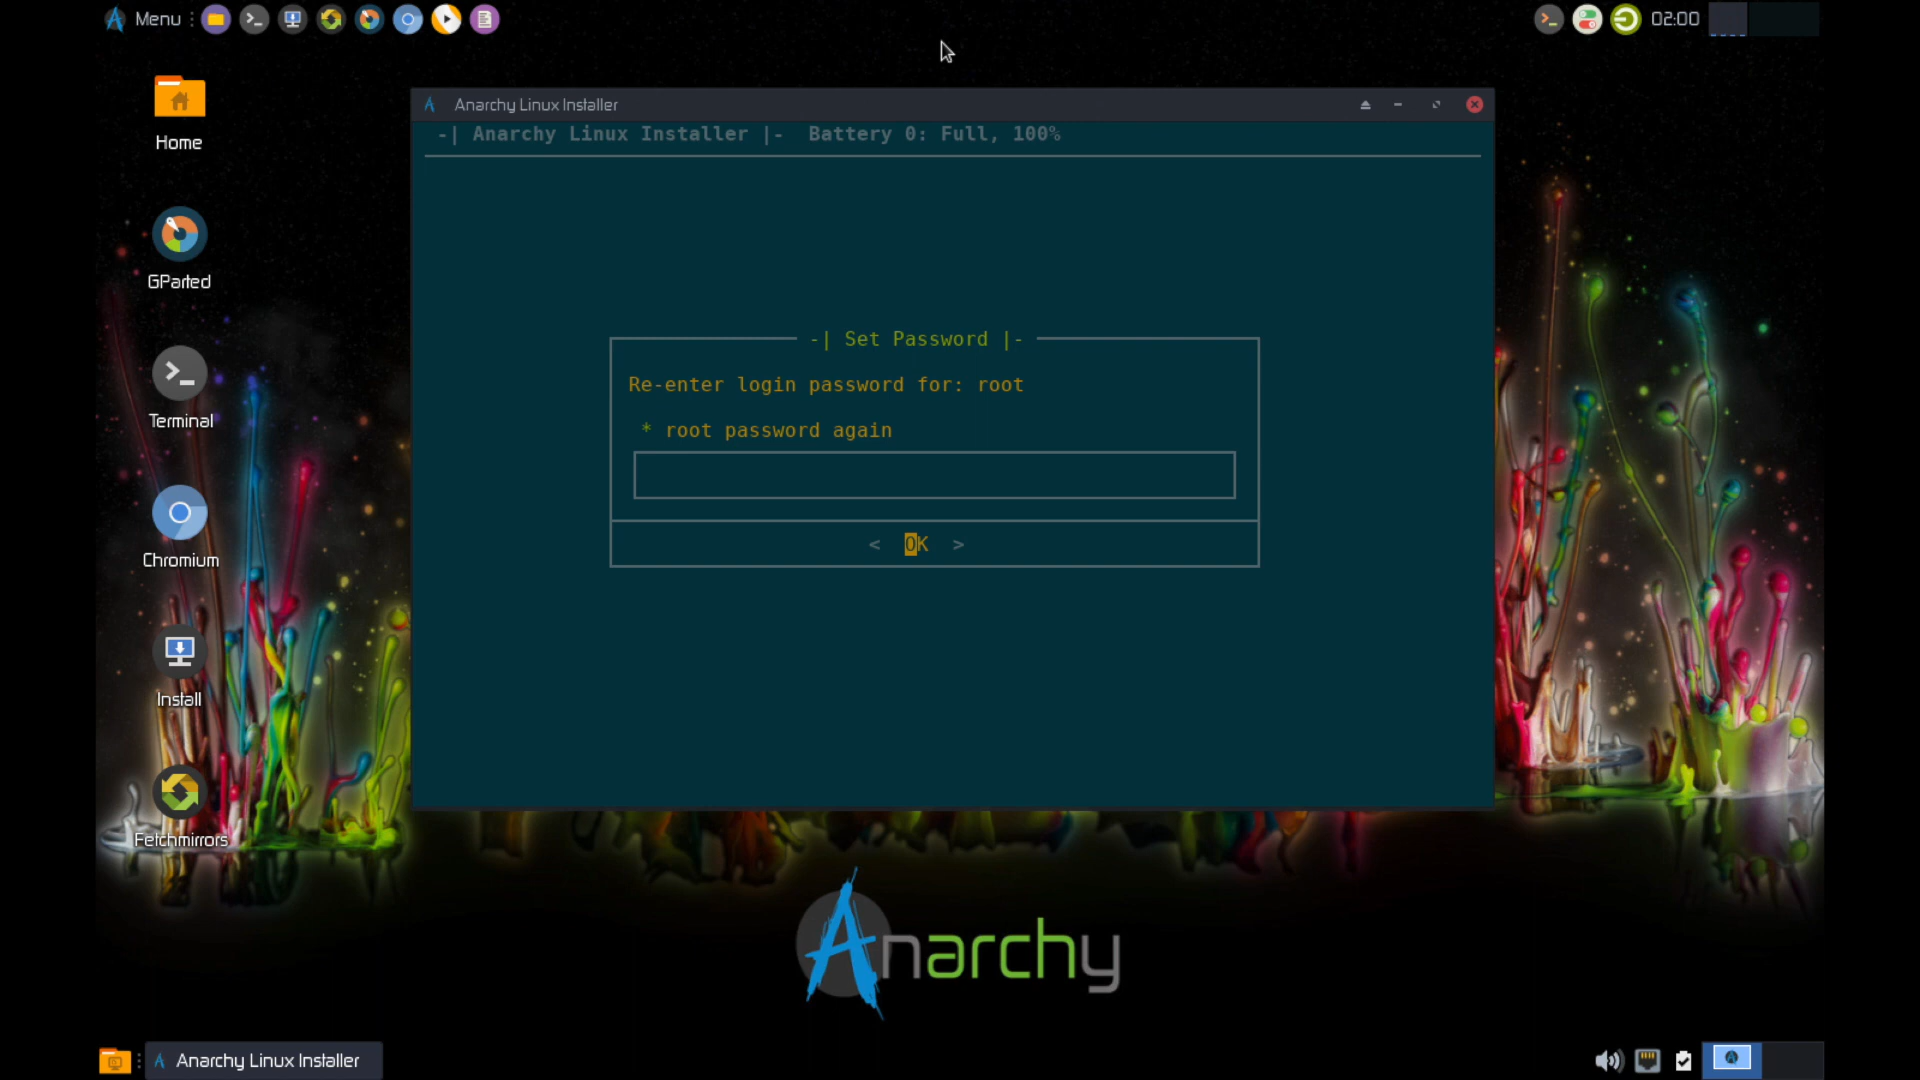 Menu
02:00
Home
GParted
Terminal
Chromium
Install
Fetchmirrors
Anarchy Linux Installer
-| Anarchy Linux Installer |- Battery 0: Full, 100%
-| Set Password |-
Re-enter login password for: root
* root password again
< OK >
Anarchy
Anarchy Linux Installer